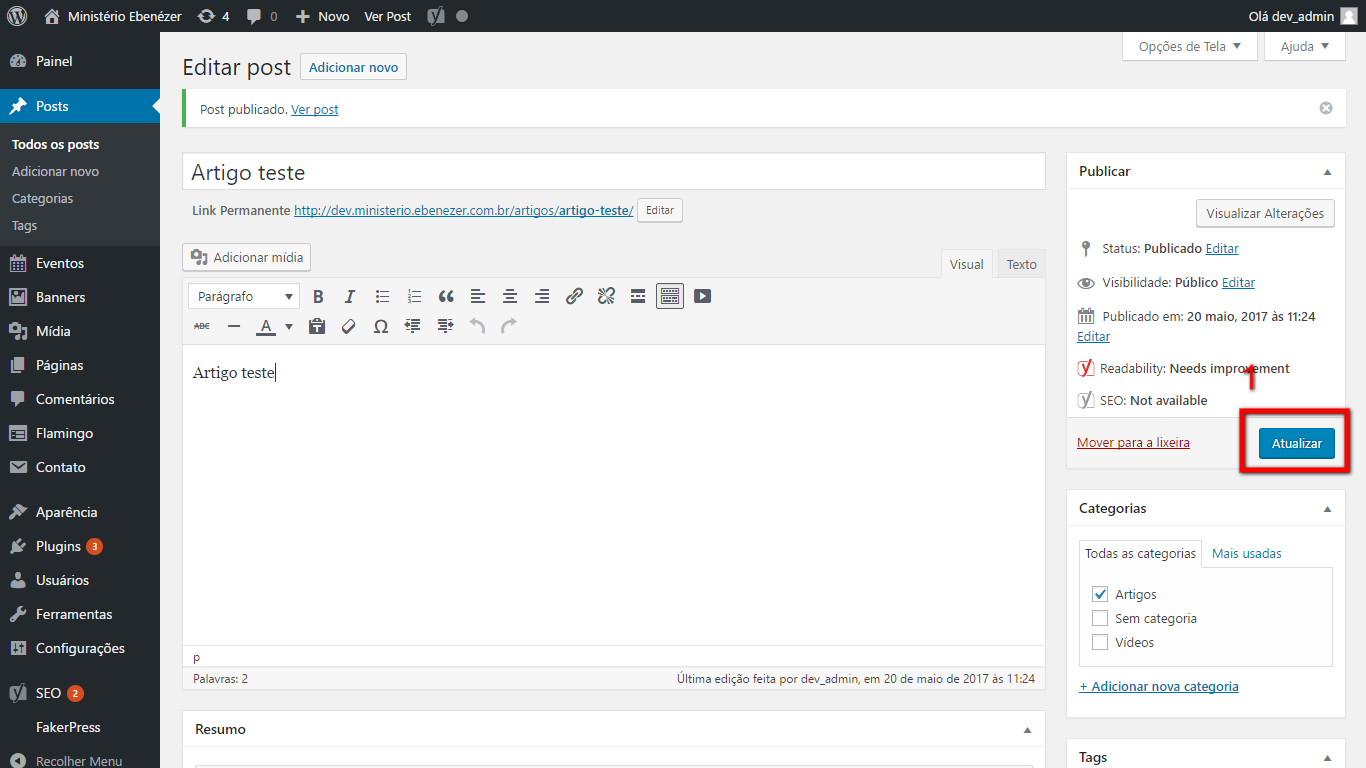 Ministério Ebenézer 4 0 Novo Ver Post Olá dev_admin
Opções de Tela Ajuda
Painel
Posts
Todos os posts
Adicionar novo
Categorias
Tags
Eventos
Banners
Mídia
Páginas
Comentários
Flamingo
Contato
Aparência
Plugins 3
Usuários
Ferramentas
Configurações
SEO 2
FakerPress
Recolher Menu
Editar post Adicionar novo
Post publicado. Ver post
Artigo teste
Link Permanente http://dev.ministerio.ebenezer.com.br/artigos/artigo-teste/ Editar
Adicionar mídia
Visual Texto
Parágrafo
ABC
Artigo teste
p
Palavras: 2 Última edição feita por dev_admin, em 20 de maio de 2017 às 11:24
Resumo
Publicar
Visualizar Alterações
Status: Publicado Editar
Visibilidade: Público Editar
Publicado em: 20 maio, 2017 às 11:24
Editar
Readability: Needs improvement
1
SEO: Not available
Mover para a lixeira Atualizar
Categorias
Todas as categorias Mais usadas
Artigos
Sem categoria
Vídeos
+ Adicionar nova categoria
Tags